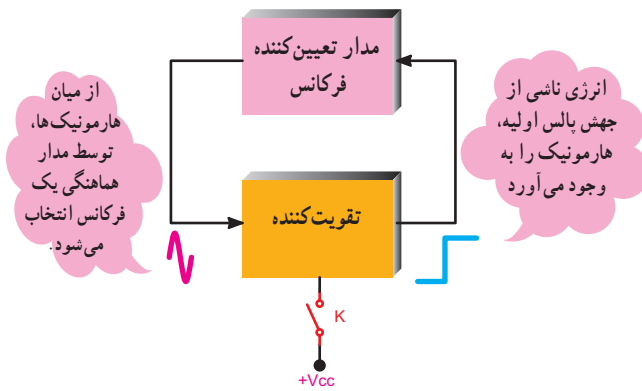 مدار تعیین‌کننده
فرکانس
انرژی ناشی از
جهش پالس اولیه،
هارمونیک را به
وجود می‌آورد
از میان
هارمونیک‌ها،
توسط مدار
هماهنگی یک
فرکانس انتخاب
می‌شود.
تقویت‌کننده
K
+Vcc